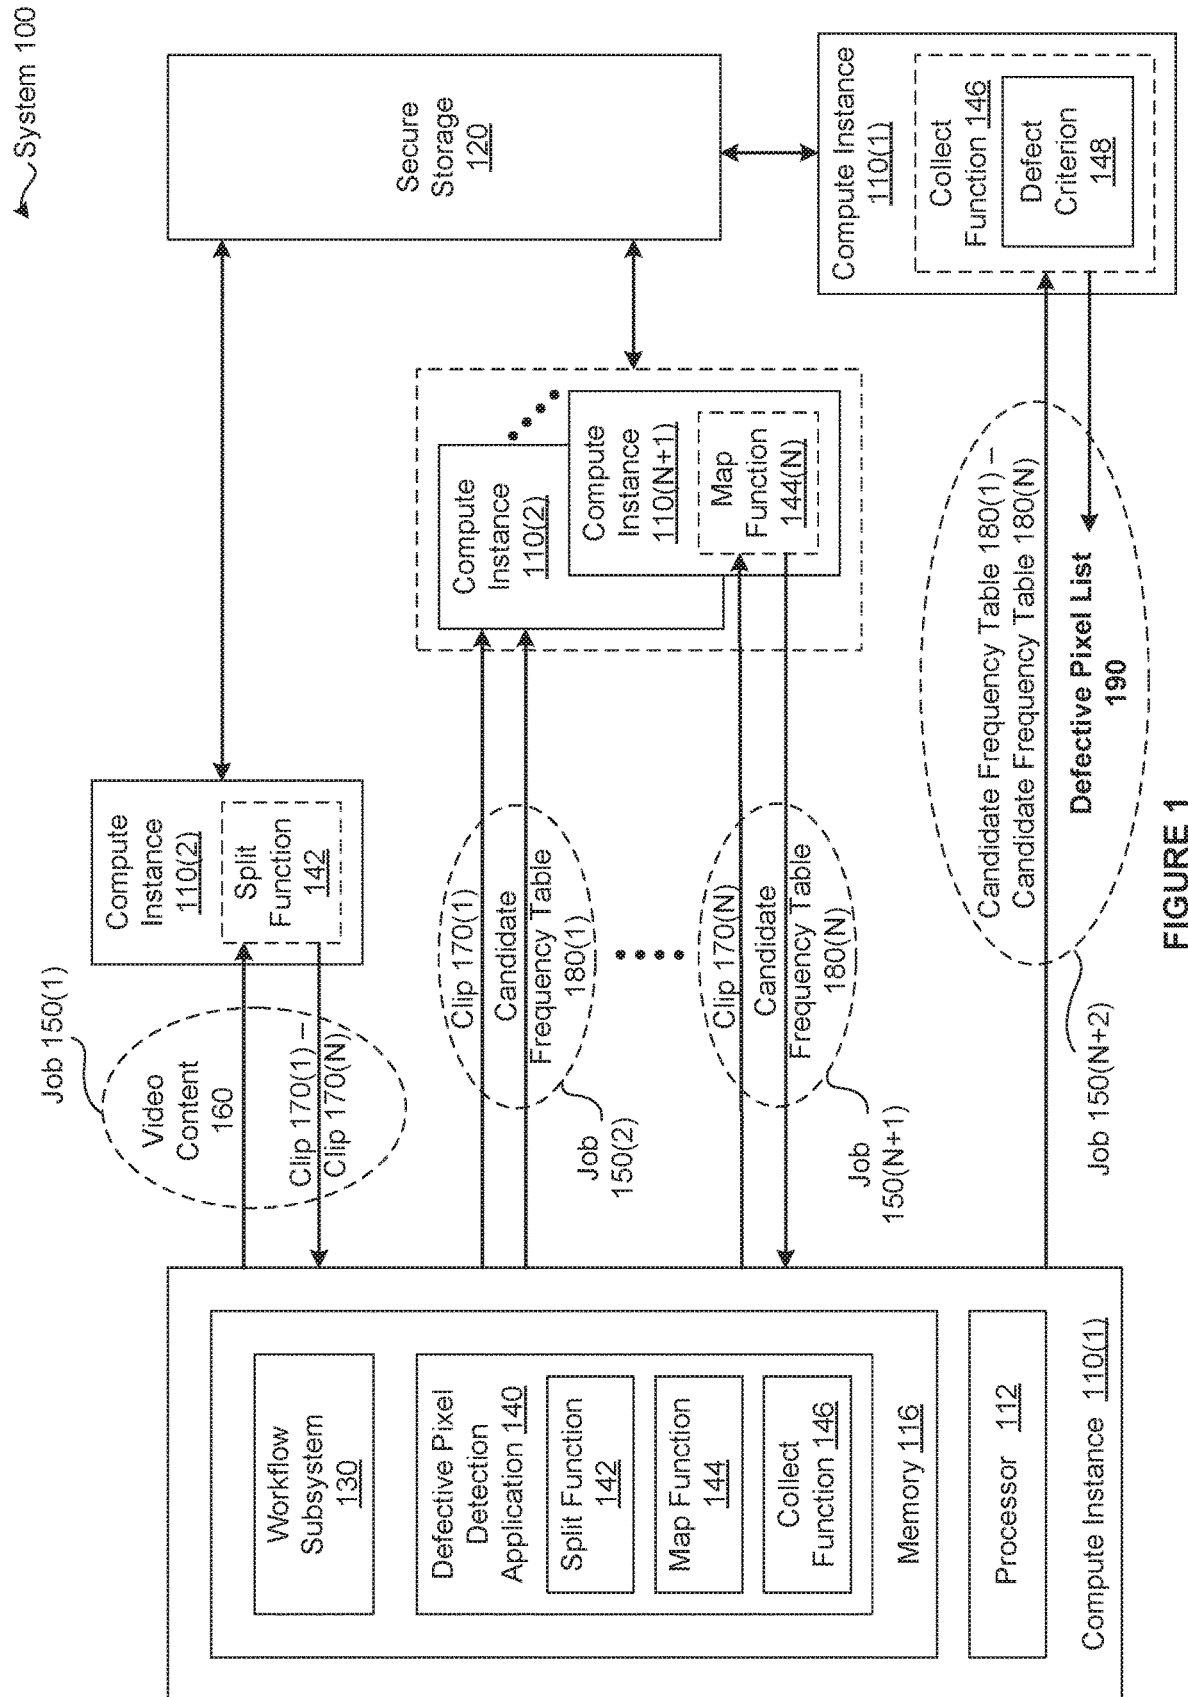 System 100
Secure
Storage
120
Compute Instance
110(1)
Collect
Function 146
Defect
Criterion
148
Compute
Instance
110(2)
Split
Function
142
Compute
Instance
110(2)
Compute
Instance
110(N+1)
Map
Function
144(N)
Job 150(1)
Video
Content
160
Clip 170(1) –
Clip 170(N)
Clip 170(1)
Candidate
Frequency Table
180(1)
Job
150(2)
Clip 170(N)
Candidate
Frequency Table
180(N)
Job
150(N+1)
Candidate Frequency Table 180(1) –
Candidate Frequency Table 180(N)
Defective Pixel List
190
Job 150(N+2)
Workflow
Subsystem
130
Defective Pixel
Detection
Application 140
Split Function
142
Map Function
144
Collect
Function 146
Memory 116
Processor 112
Compute Instance 110(1)
FIGURE 1